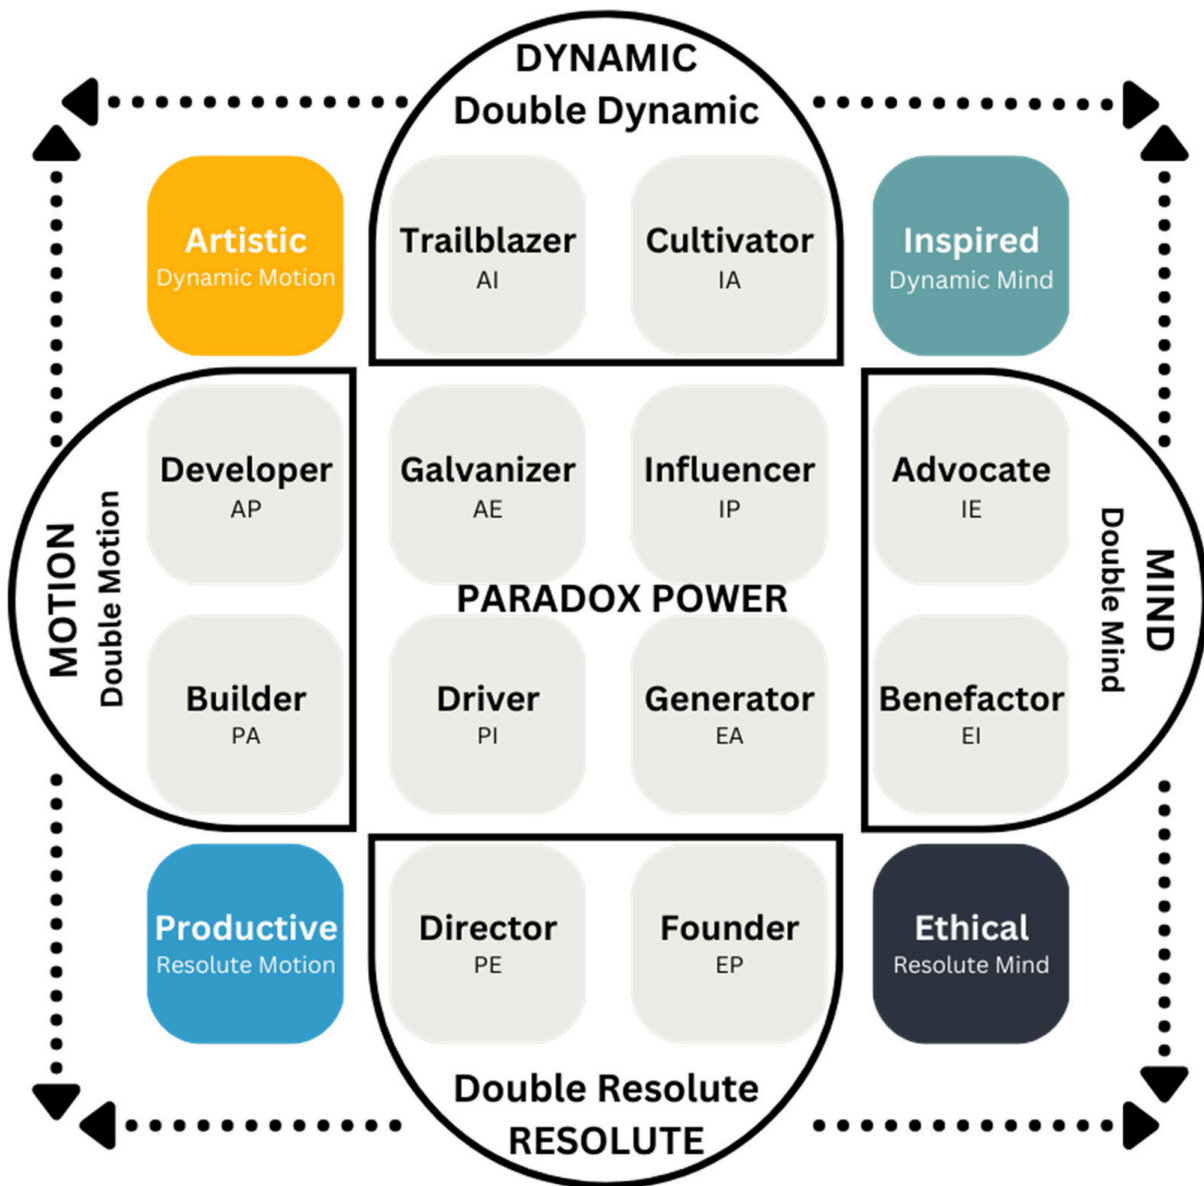 DYNAMIC
Double Dynamic
Artistic
Dynamic Motion
Trailblazer
AI
Cultivator
IA
Inspired
Dynamic Mind
MOTION
Double Motion
Developer
AP
Galvanizer
AE
Influencer
IP
Advocate
IE
MIND
Double Mind
PARADOX POWER
Builder
PA
Driver
PI
Generator
EA
Benefactor
EI
Productive
Resolute Motion
Director
PE
Founder
EP
Ethical
Resolute Mind
Double Resolute
RESOLUTE